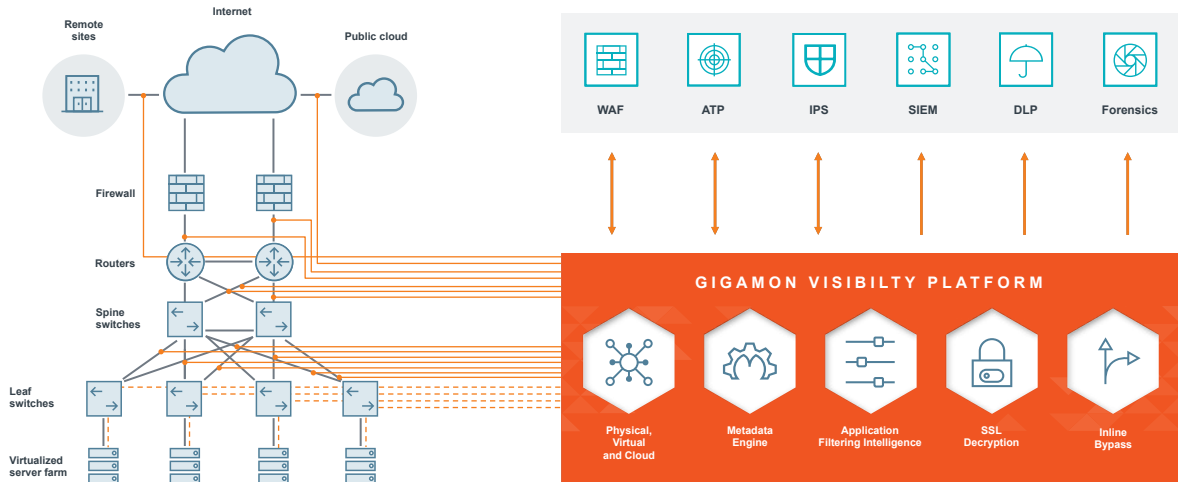 Internet
Remote
sites
Public cloud
Firewall
Routers
Spine
switches
Leaf
switches
Virtualized
server farm
WAF
ATP
IPS
SIEM
DLP
Forensics
GIGAMON VISIBILTY PLATFORM
Physical,
Virtual
and Cloud
Metadata
Engine
Application
Filtering Intelligence
SSL
Decryption
Inline
Bypass